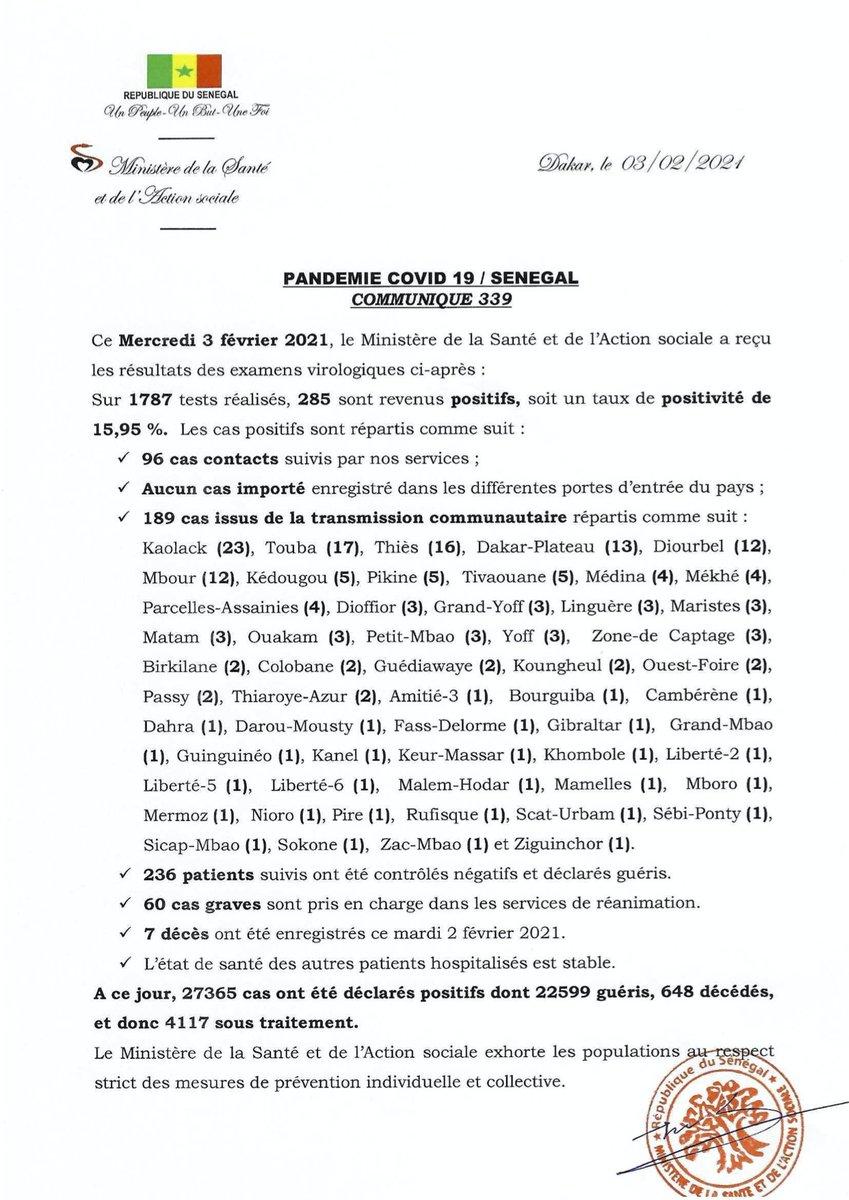 REPUBLIQUE DU SENEGAL
Un Peuple-Un But-Une Foi
Ministère de la Santé
et de l'Action sociale
Dakar, le 03/02/2021
PANDEMIE COVID 19 / SENEGAL
COMMUNIQUE 339
Ce Mercredi 3 février 2021, le Ministère de la Santé et de l'Action sociale a reçu
les résultats des examens virologiques ci-après :
Sur 1787 tests réalisés, 285 sont revenus positifs, soit un taux de positivité de
15,95 %. Les cas positifs sont répartis comme suit :
✓ 96 cas contacts suivis par nos services ;
✓ Aucun cas importé enregistré dans les différentes portes d'entrée du pays ;
✓ 189 cas issus de la transmission communautaire répartis comme suit :
Kaolack (23), Touba (17), Thiès (16), Dakar-Plateau (13), Diourbel (12),
Mbour (12), Kédougou (5), Pikine (5), Tivaouane (5), Médina (4), Mékhé (4),
Parcelles-Assainies (4), Dioffior (3), Grand-Yoff (3), Linguère (3), Maristes (3),
Matam (3), Ouakam (3), Petit-Mbao (3), Yoff (3), Zone-de Captage (3),
Birkilane (2), Colobane (2), Guédiawaye (2), Koungheul (2), Ouest-Foire (2),
Passy (2), Thiaroye-Azur (2), Amitié-3 (1), Bourguiba (1), Cambérène (1),
Dahra (1), Darou-Mousty (1), Fass-Delorme (1), Gibraltar (1), Grand-Mbao
(1), Guinguinéo (1), Kanel (1), Keur-Massar (1), Khombole (1), Liberté-2 (1),
Liberté-5 (1), Liberté-6 (1), Malem-Hodar (1), Mamelles (1), Mboro (1),
Mermoz (1), Nioro (1), Pire (1), Rufisque (1), Scat-Urbam (1), Sébi-Ponty (1),
Sicap-Mbao (1), Sokone (1), Zac-Mbao (1) et Ziguinchor (1).
✓ 236 patients suivis ont été contrôlés négatifs et déclarés guéris.
✓ 60 cas graves sont pris en charge dans les services de réanimation.
✓ 7 décès ont été enregistrés ce mardi 2 février 2021.
✓ L'état de santé des autres patients hospitalisés est stable.
A ce jour, 27365 cas ont été déclarés positifs dont 22599 guéris, 648 décédés,
et donc 4117 sous traitement.
Le Ministère de la Santé et de l'Action sociale exhorte les populations au respect
strict des mesures de prévention individuelle et collective.
République du Sénégal
MINISTERE DE LA SANTE ET DE L'ACTION SOCIALE